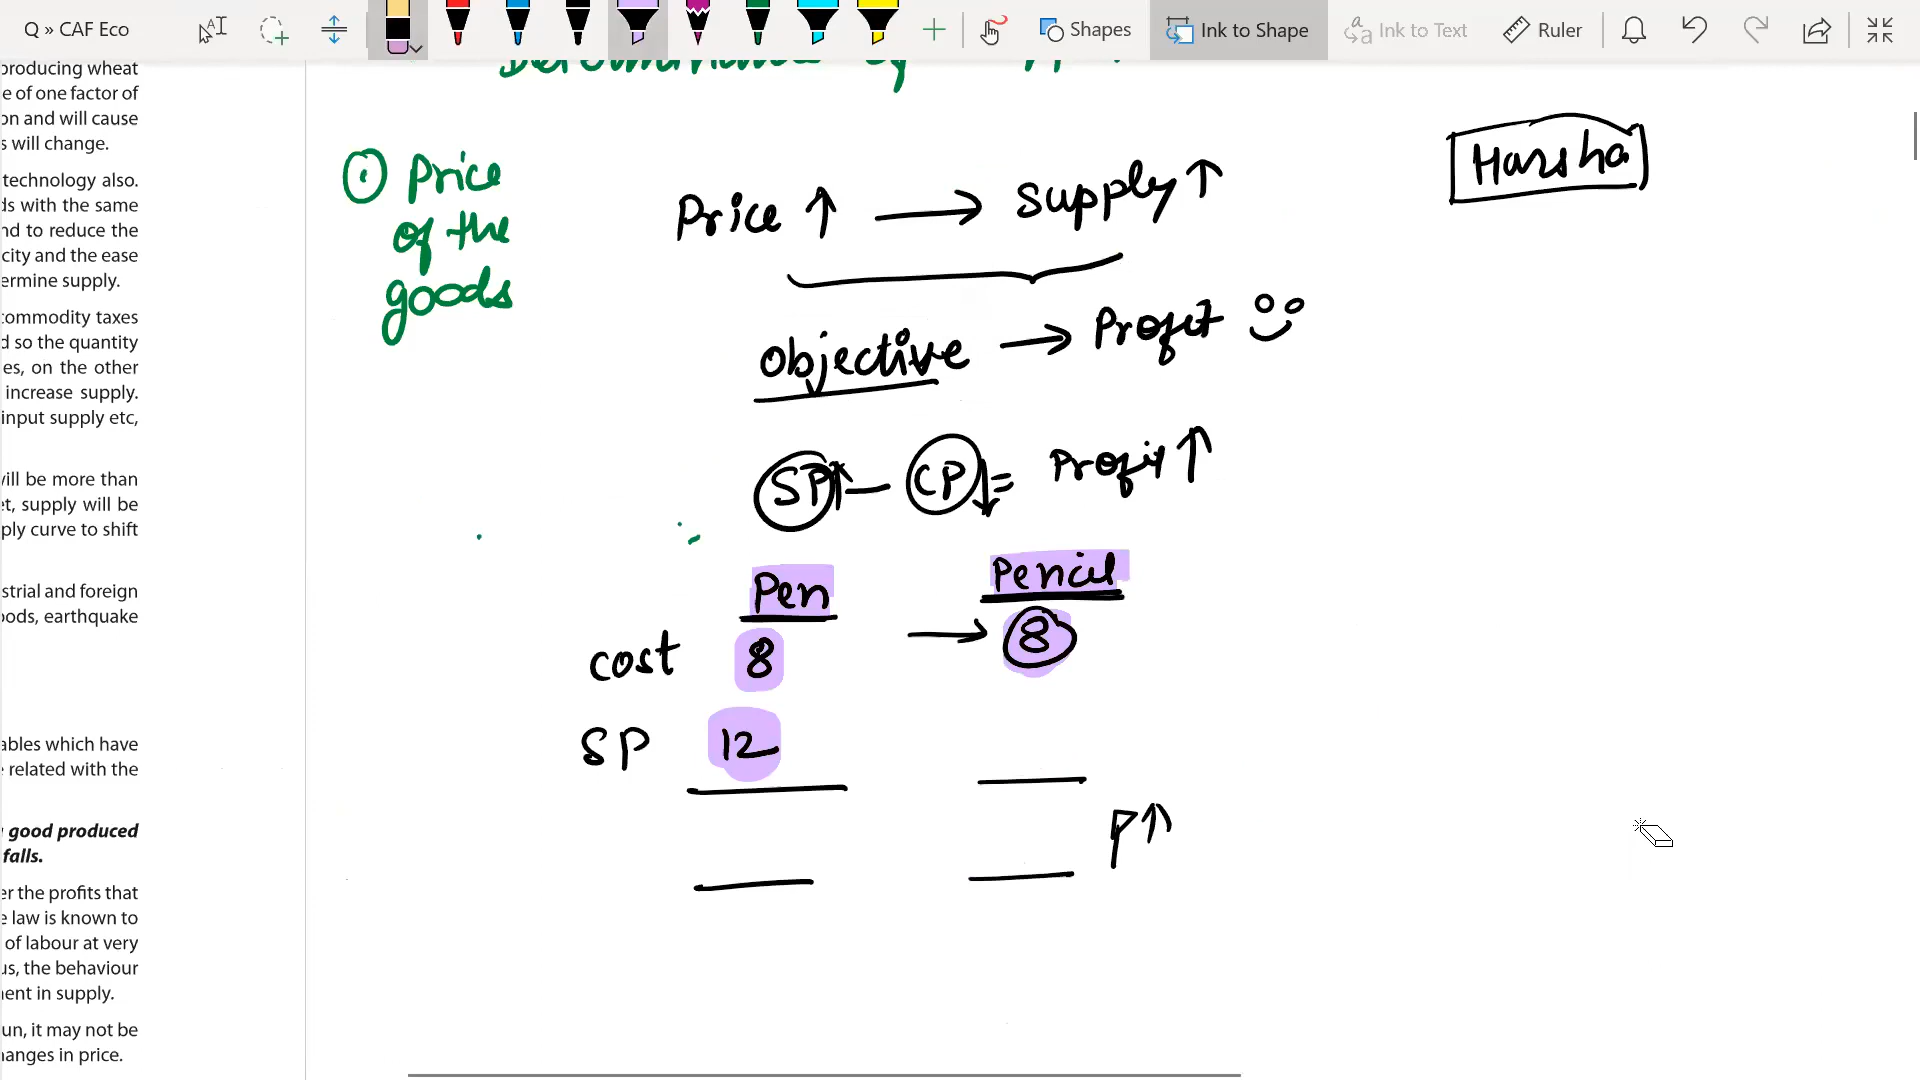 Q » CAF Eco
Shapes
Ink to Shape
Ink to Text
Ruler
producing wheat
e of one factor of
on and will cause
s will change.
technology also.
ds with the same
nd to reduce the
city and the ease
ermine supply.
commodity taxes
d so the quantity
es, on the other
increase supply.
input supply etc,
will be more than
et, supply will be
ply curve to shift
strial and foreign
oods, earthquake
ables which have
related with the
good produced
falls.
er the profits that
e law is known to
of labour at very
us, the behaviour
ent in supply.
un, it may not be
hanges in price.
① Price
of the
goods
Harsha
Price ↑ → Supply ↑
Objective → Profit
SP↑ - CP↓ = Profit ↑
Pen Pencil
cost 8 → 8
SP 12
P↑